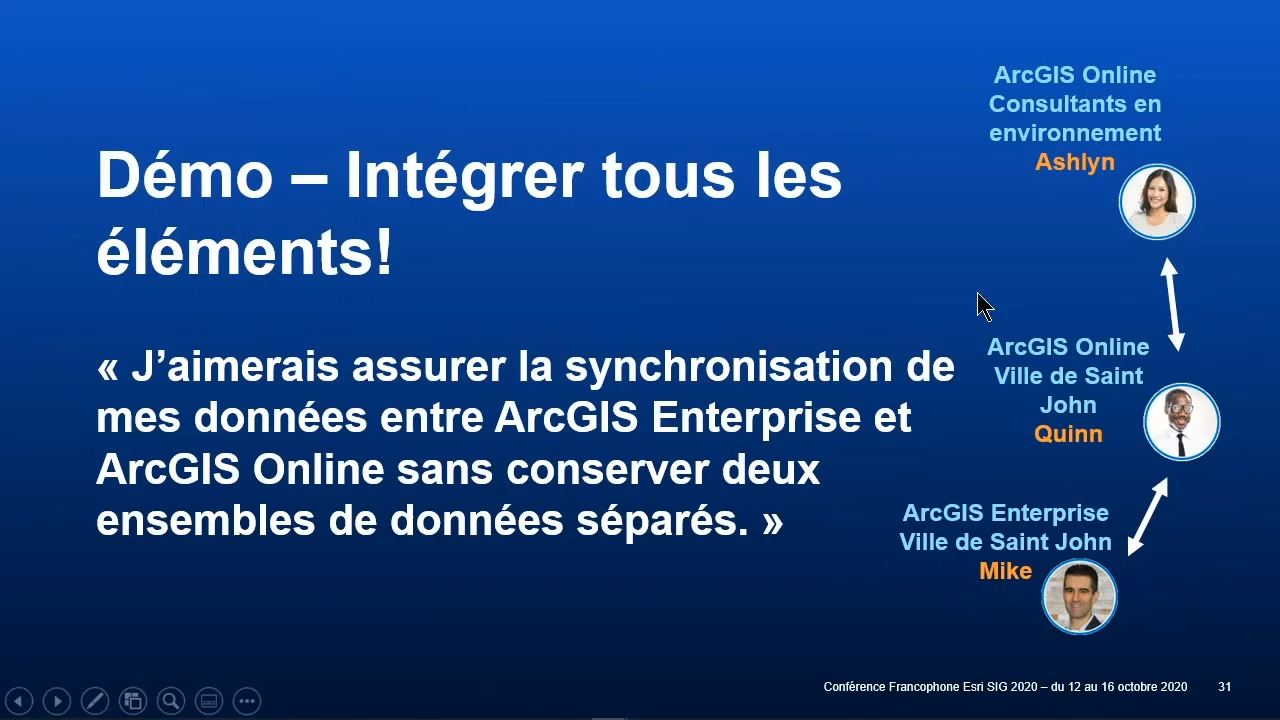 Démo – Intégrer tous les
éléments!
« J’aimerais assurer la synchronisation de
mes données entre ArcGIS Enterprise et
ArcGIS Online sans conserver deux
ensembles de données séparés. »
ArcGIS Online
Consultants en
environnement
Ashlyn
ArcGIS Online
Ville de Saint
John
Quinn
ArcGIS Enterprise
Ville de Saint John
Mike
Conférence Francophone Esri SIG 2020 – du 12 au 16 octobre 2020
31